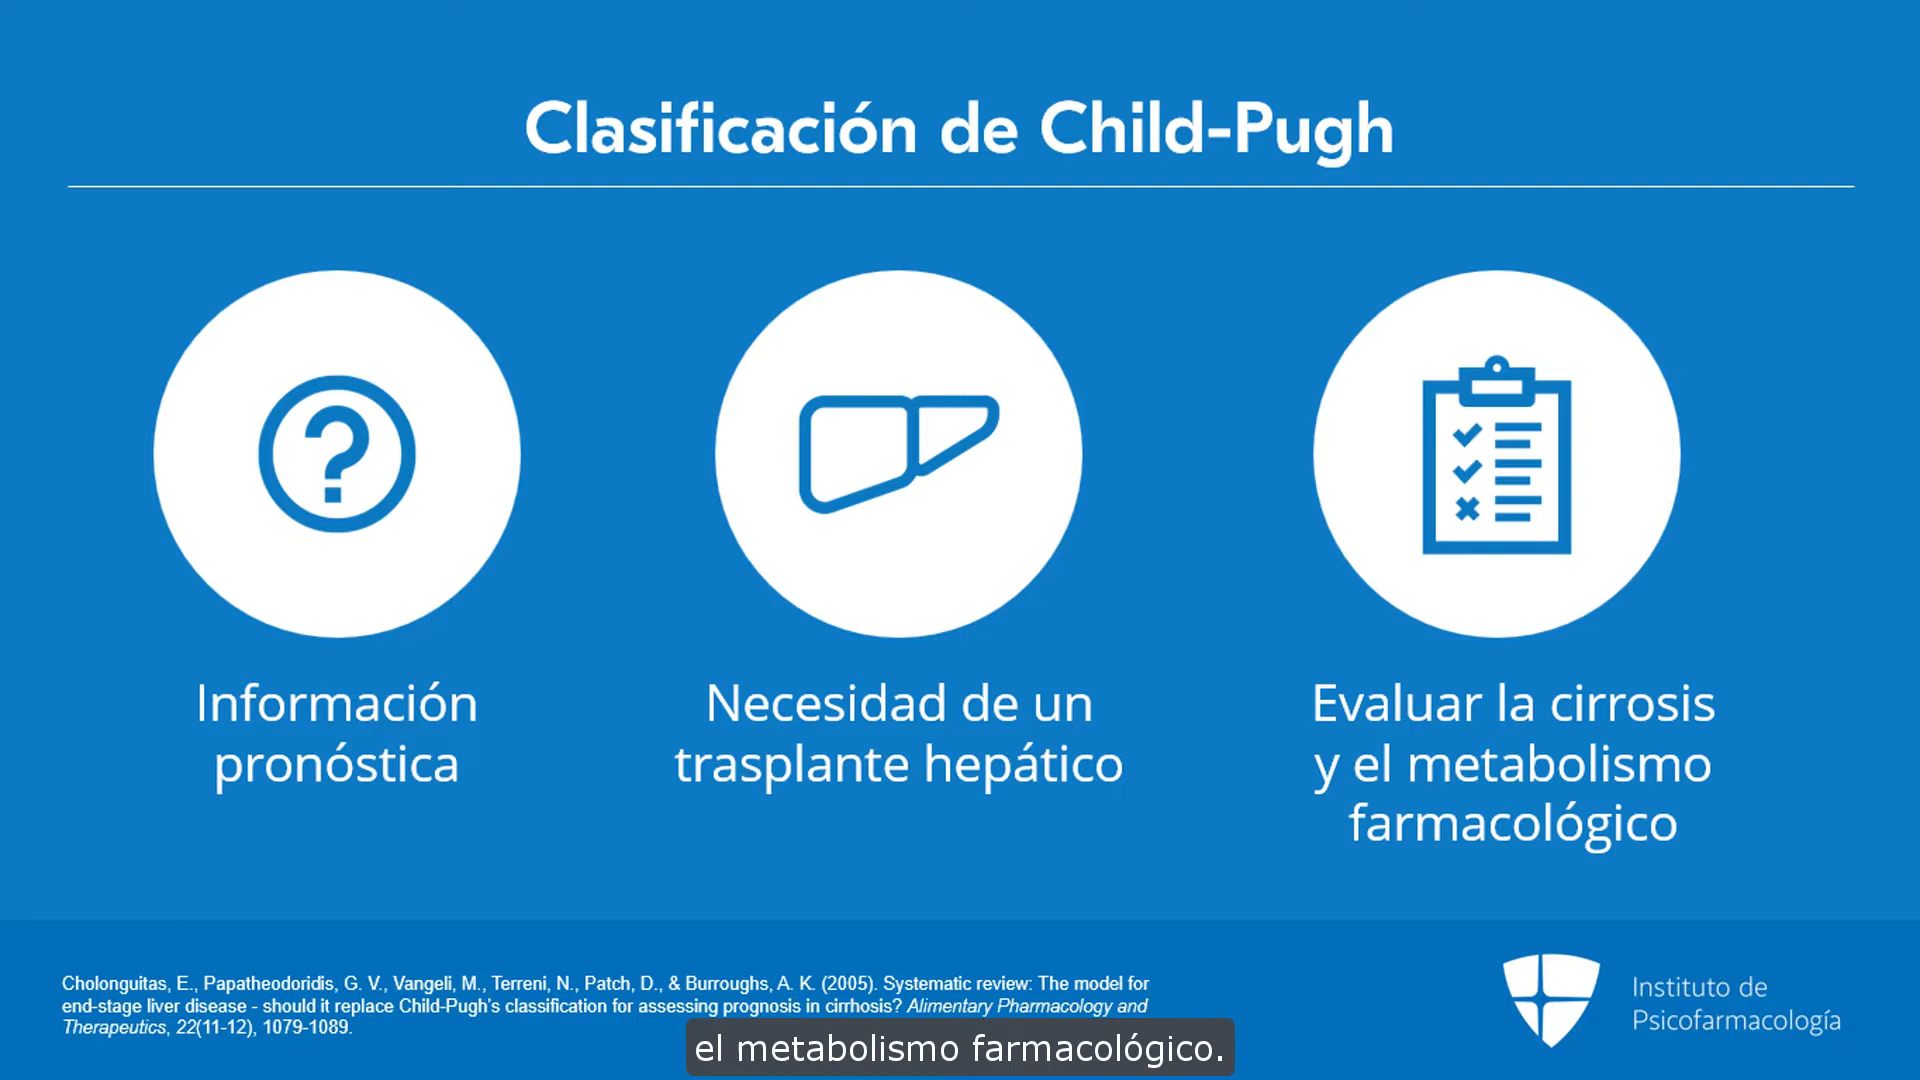 Clasificación de Child-Pugh
Información
pronóstica
Necesidad de un
trasplante hepático
Evaluar la cirrosis
y el metabolismo
farmacológico
Cholonguitas, E., Papatheodoridis, G. V., Vangeli, M., Terreni, N., Patch, D., & Burroughs, A. K. (2005). Systematic review: The model for
end-stage liver disease - should it replace Child-Pugh's classification for assessing prognosis in cirrhosis? Alimentary Pharmacology and
Therapeutics, 22(11-12), 1079-1089.
Instituto de
Psicofarmacología
el metabolismo farmacológico.